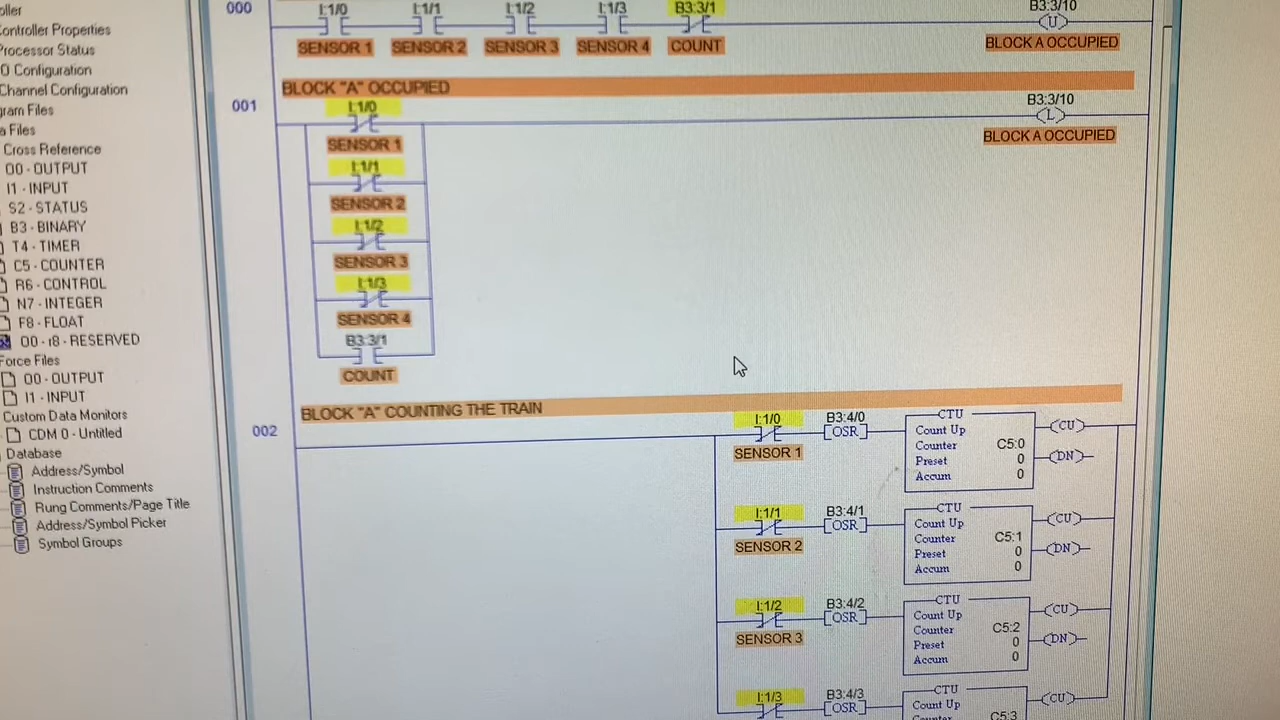 oller
ontroller Properties
Processor Status
O Configuration
Channel Configuration
gram Files
a Files
Cross Reference
O0 - OUTPUT
I1 - INPUT
S2 - STATUS
B3 - BINARY
T4 - TIMER
C5 - COUNTER
R6 - CONTROL
N7 - INTEGER
F8 - FLOAT
O0 - r8 - RESERVED
Force Files
O0 - OUTPUT
I1 - INPUT
Custom Data Monitors
CDM 0 - Untitled
Database
Address/Symbol
Instruction Comments
Rung Comments/Page Title
Address/Symbol Picker
Symbol Groups
000
I:1/0 I:1/1 I:1/2 I:1/3 B3:3/1 B3:3/10
U
SENSOR 1 SENSOR 2 SENSOR 3 SENSOR 4 COUNT BLOCK A OCCUPIED
BLOCK "A" OCCUPIED
001
I:1/0 B3:3/10
L
SENSOR 1 BLOCK A OCCUPIED
I:1/1
SENSOR 2
I:1/2
SENSOR 3
I:1/3
SENSOR 4
B3:3/1
COUNT
BLOCK "A" COUNTING THE TRAIN
002
I:1/0 B3:4/0 CTU
OSR Count Up CU
SENSOR 1 Counter C5:0
Preset 0 DN
Accum 0
I:1/1 B3:4/1 CTU
OSR Count Up CU
SENSOR 2 Counter C5:1
Preset 0 DN
Accum 0
I:1/2 B3:4/2 CTU
OSR Count Up CU
SENSOR 3 Counter C5:2
Preset 0 DN
Accum 0
I:1/3 B3:4/3 CTU
OSR Count Up CU
Counter C5:3